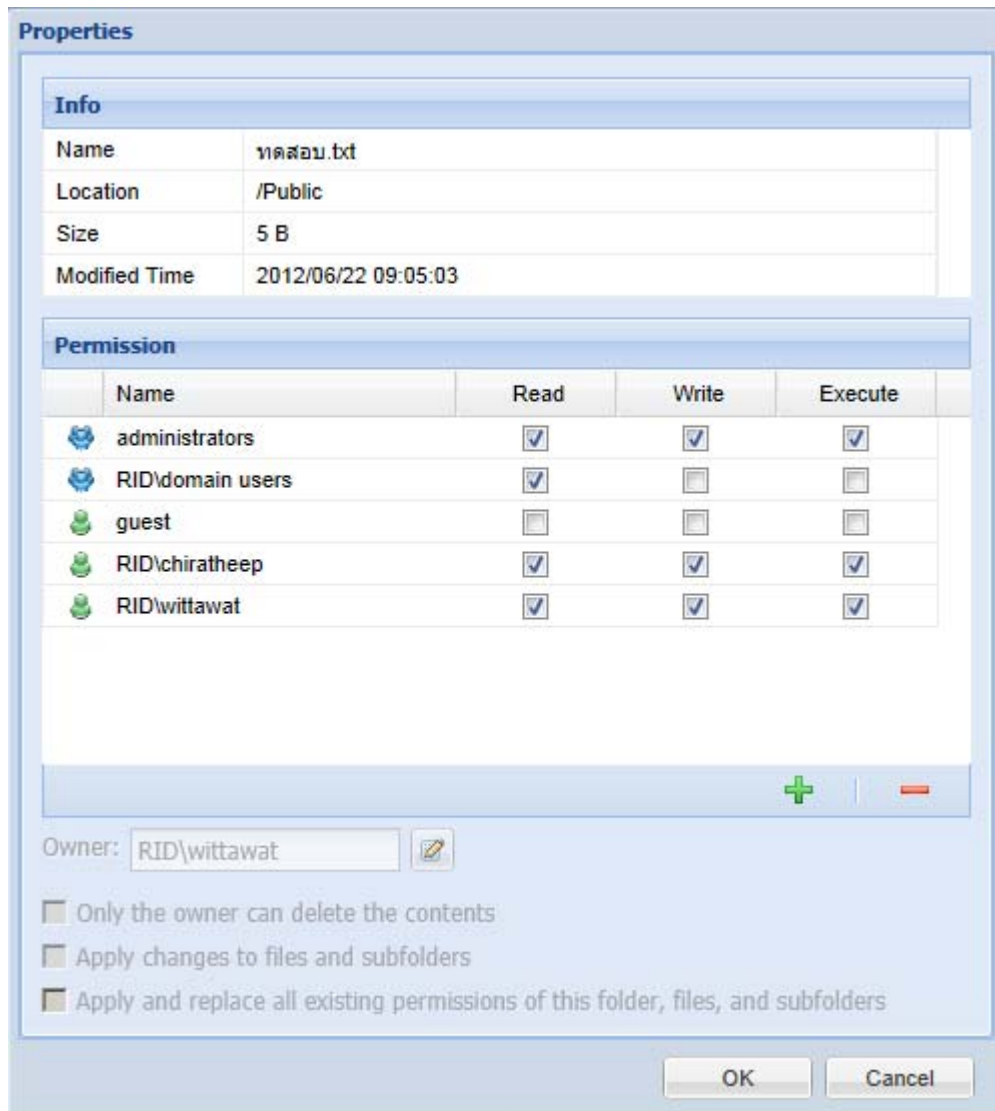 Properties
Info
Name ทดสอบ.txt
Location /Public
Size 5 B
Modified Time 2012/06/22 09:05:03
Permission
Name Read Write Execute
administrators
RID\domain users
guest
RID\chiratheep
RID\wittawat
Owner: RID\wittawat
Only the owner can delete the contents
Apply changes to files and subfolders
Apply and replace all existing permissions of this folder, files, and subfolders
OK Cancel